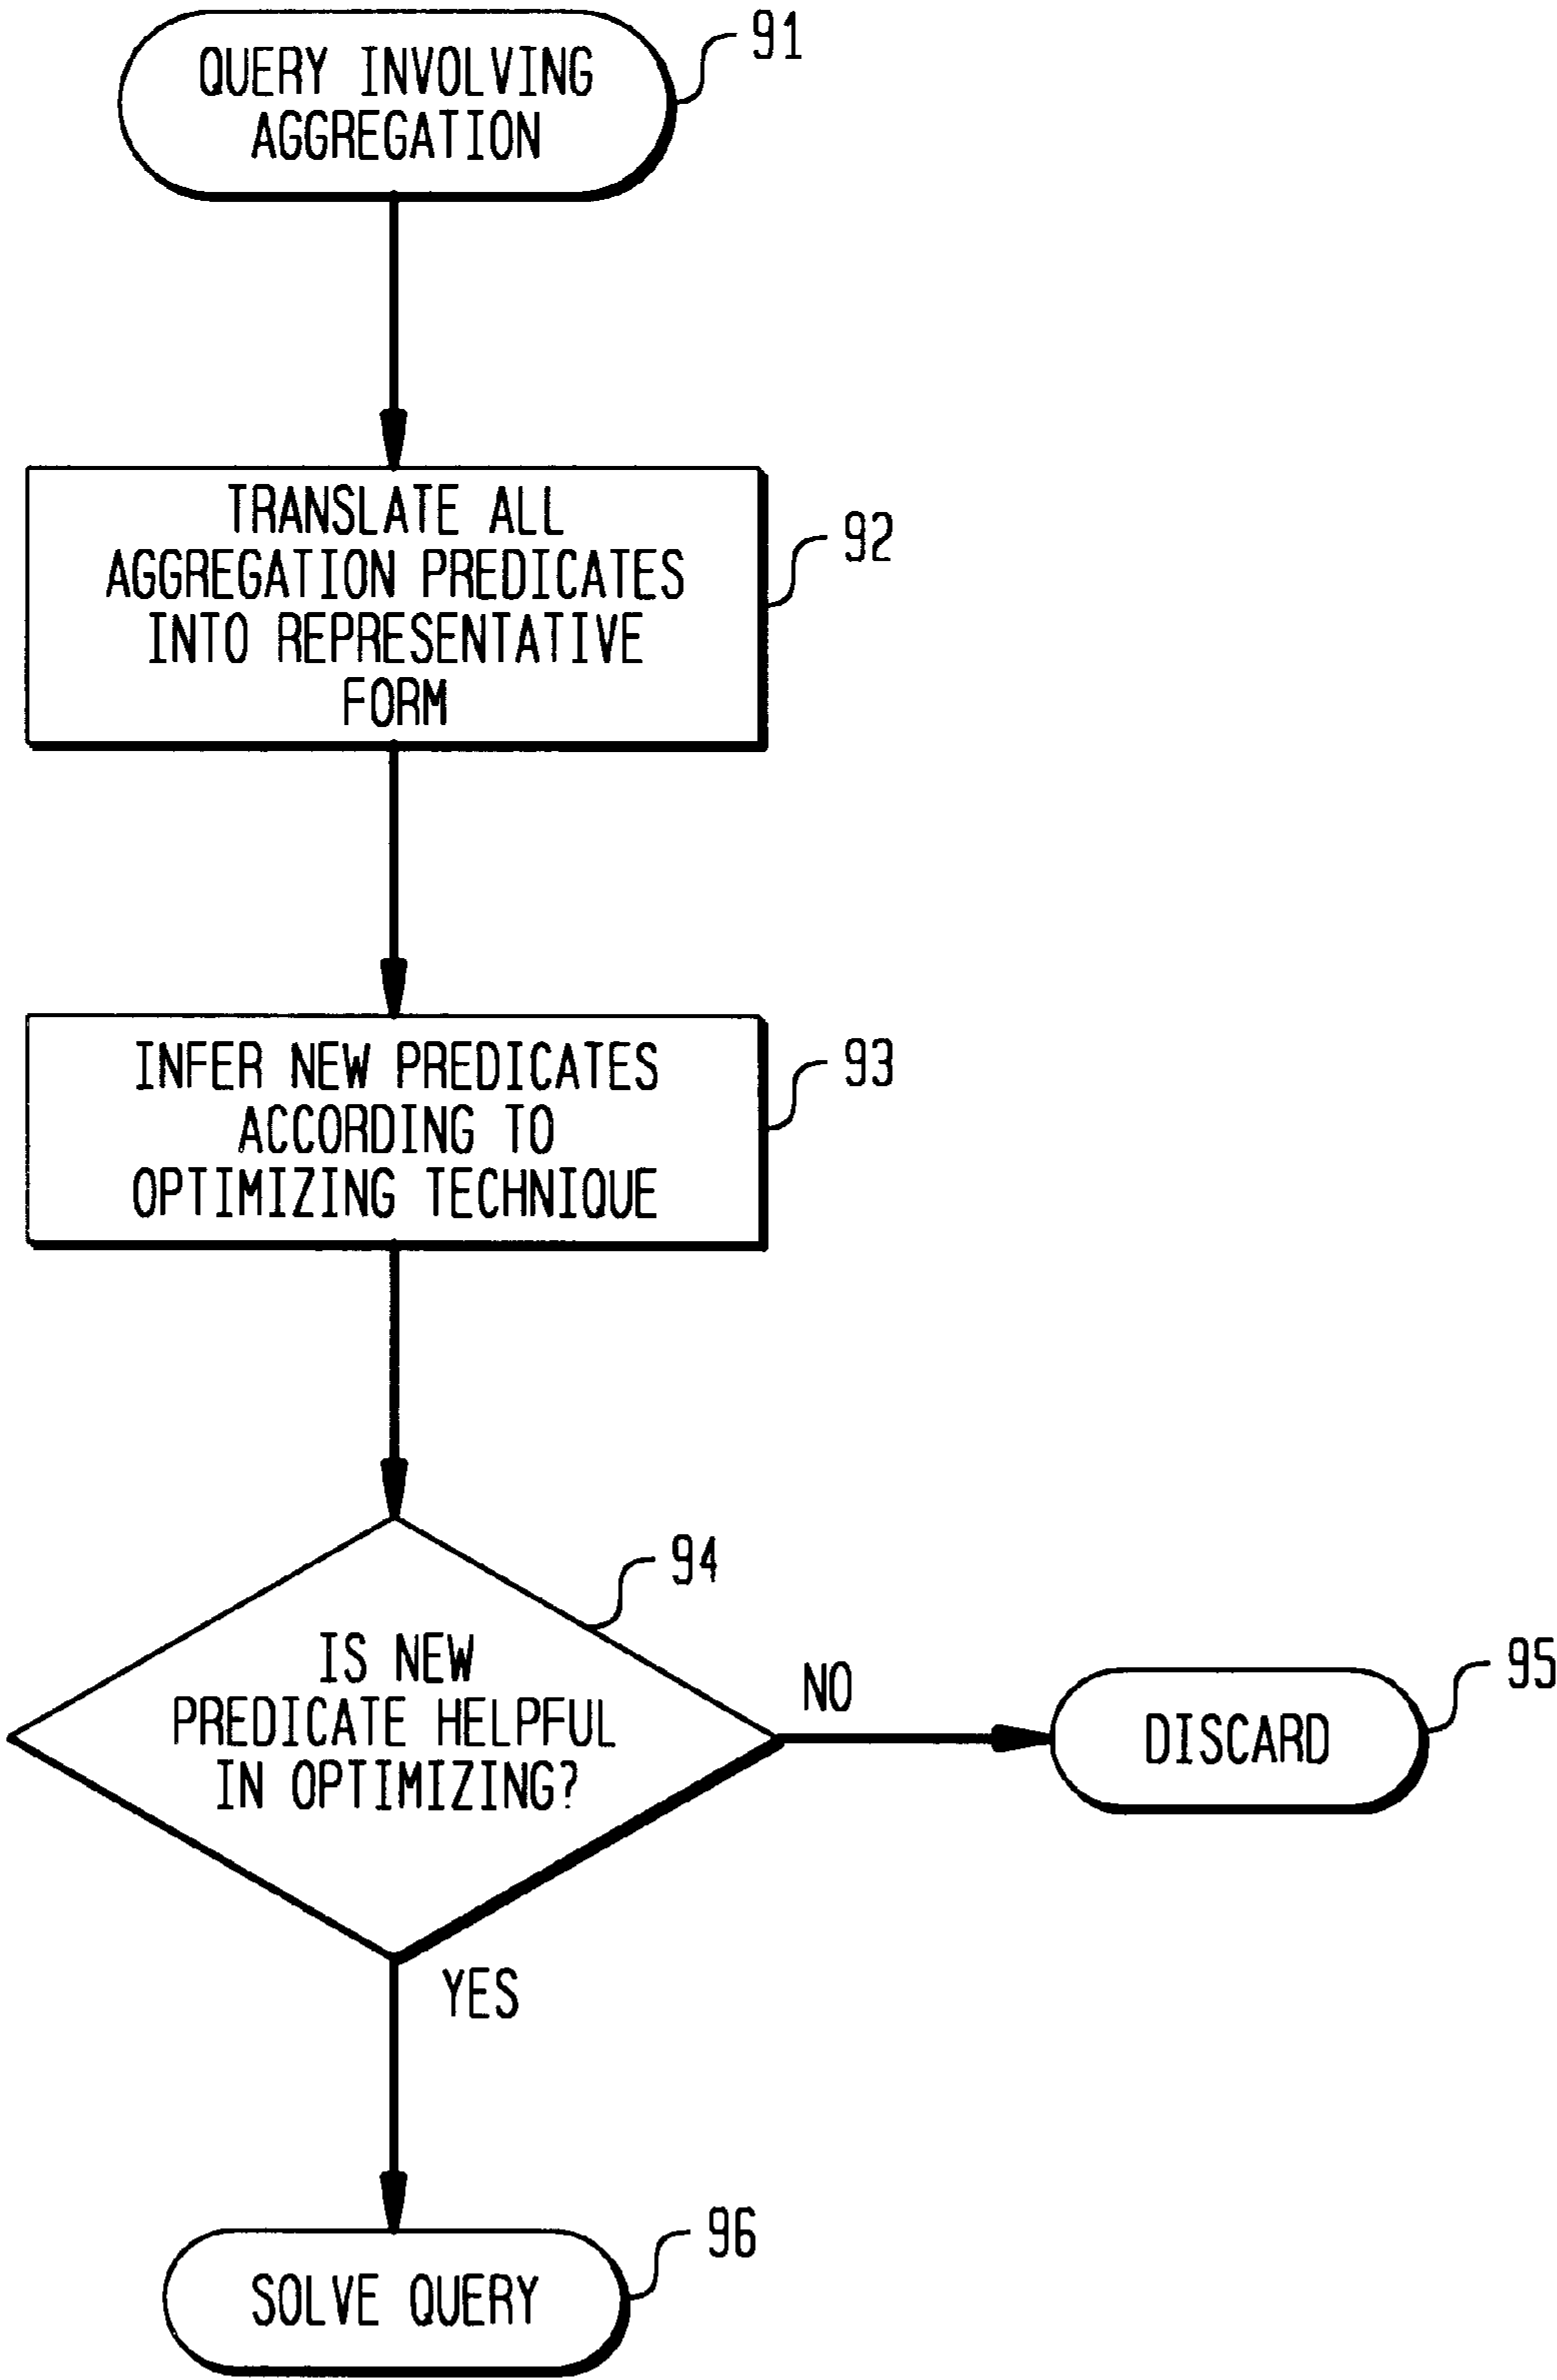 QUERY INVOLVING
AGGREGATION
91
TRANSLATE ALL
AGGREGATION PREDICATES
INTO REPRESENTATIVE
FORM
92
INFER NEW PREDICATES
ACCORDING TO
OPTIMIZING TECHNIQUE
93
IS NEW
PREDICATE HELPFUL
IN OPTIMIZING?
94
NO
DISCARD
95
YES
SOLVE QUERY
96